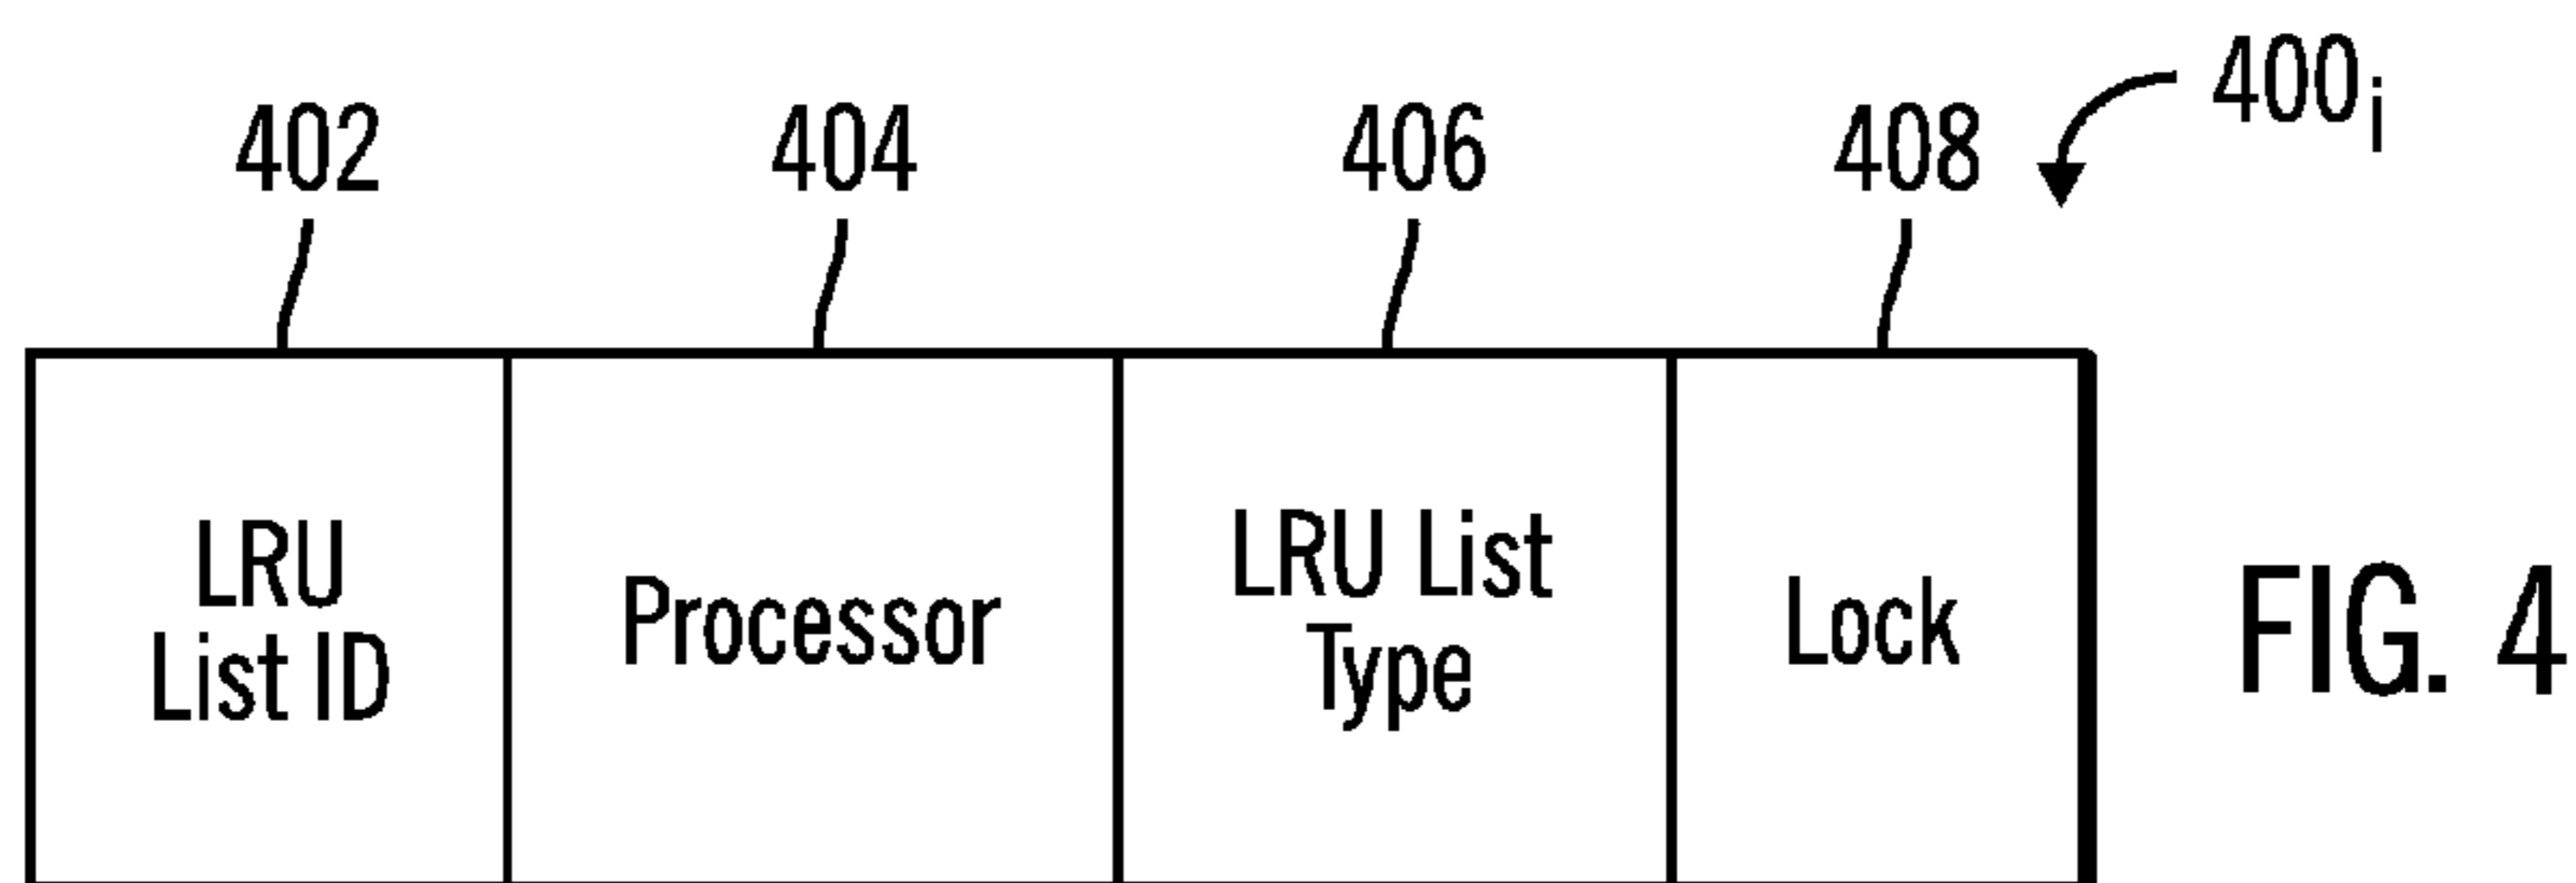 400i
402 404 406 408
LRU
List ID
Processor
LRU List
Type
Lock
FIG. 4